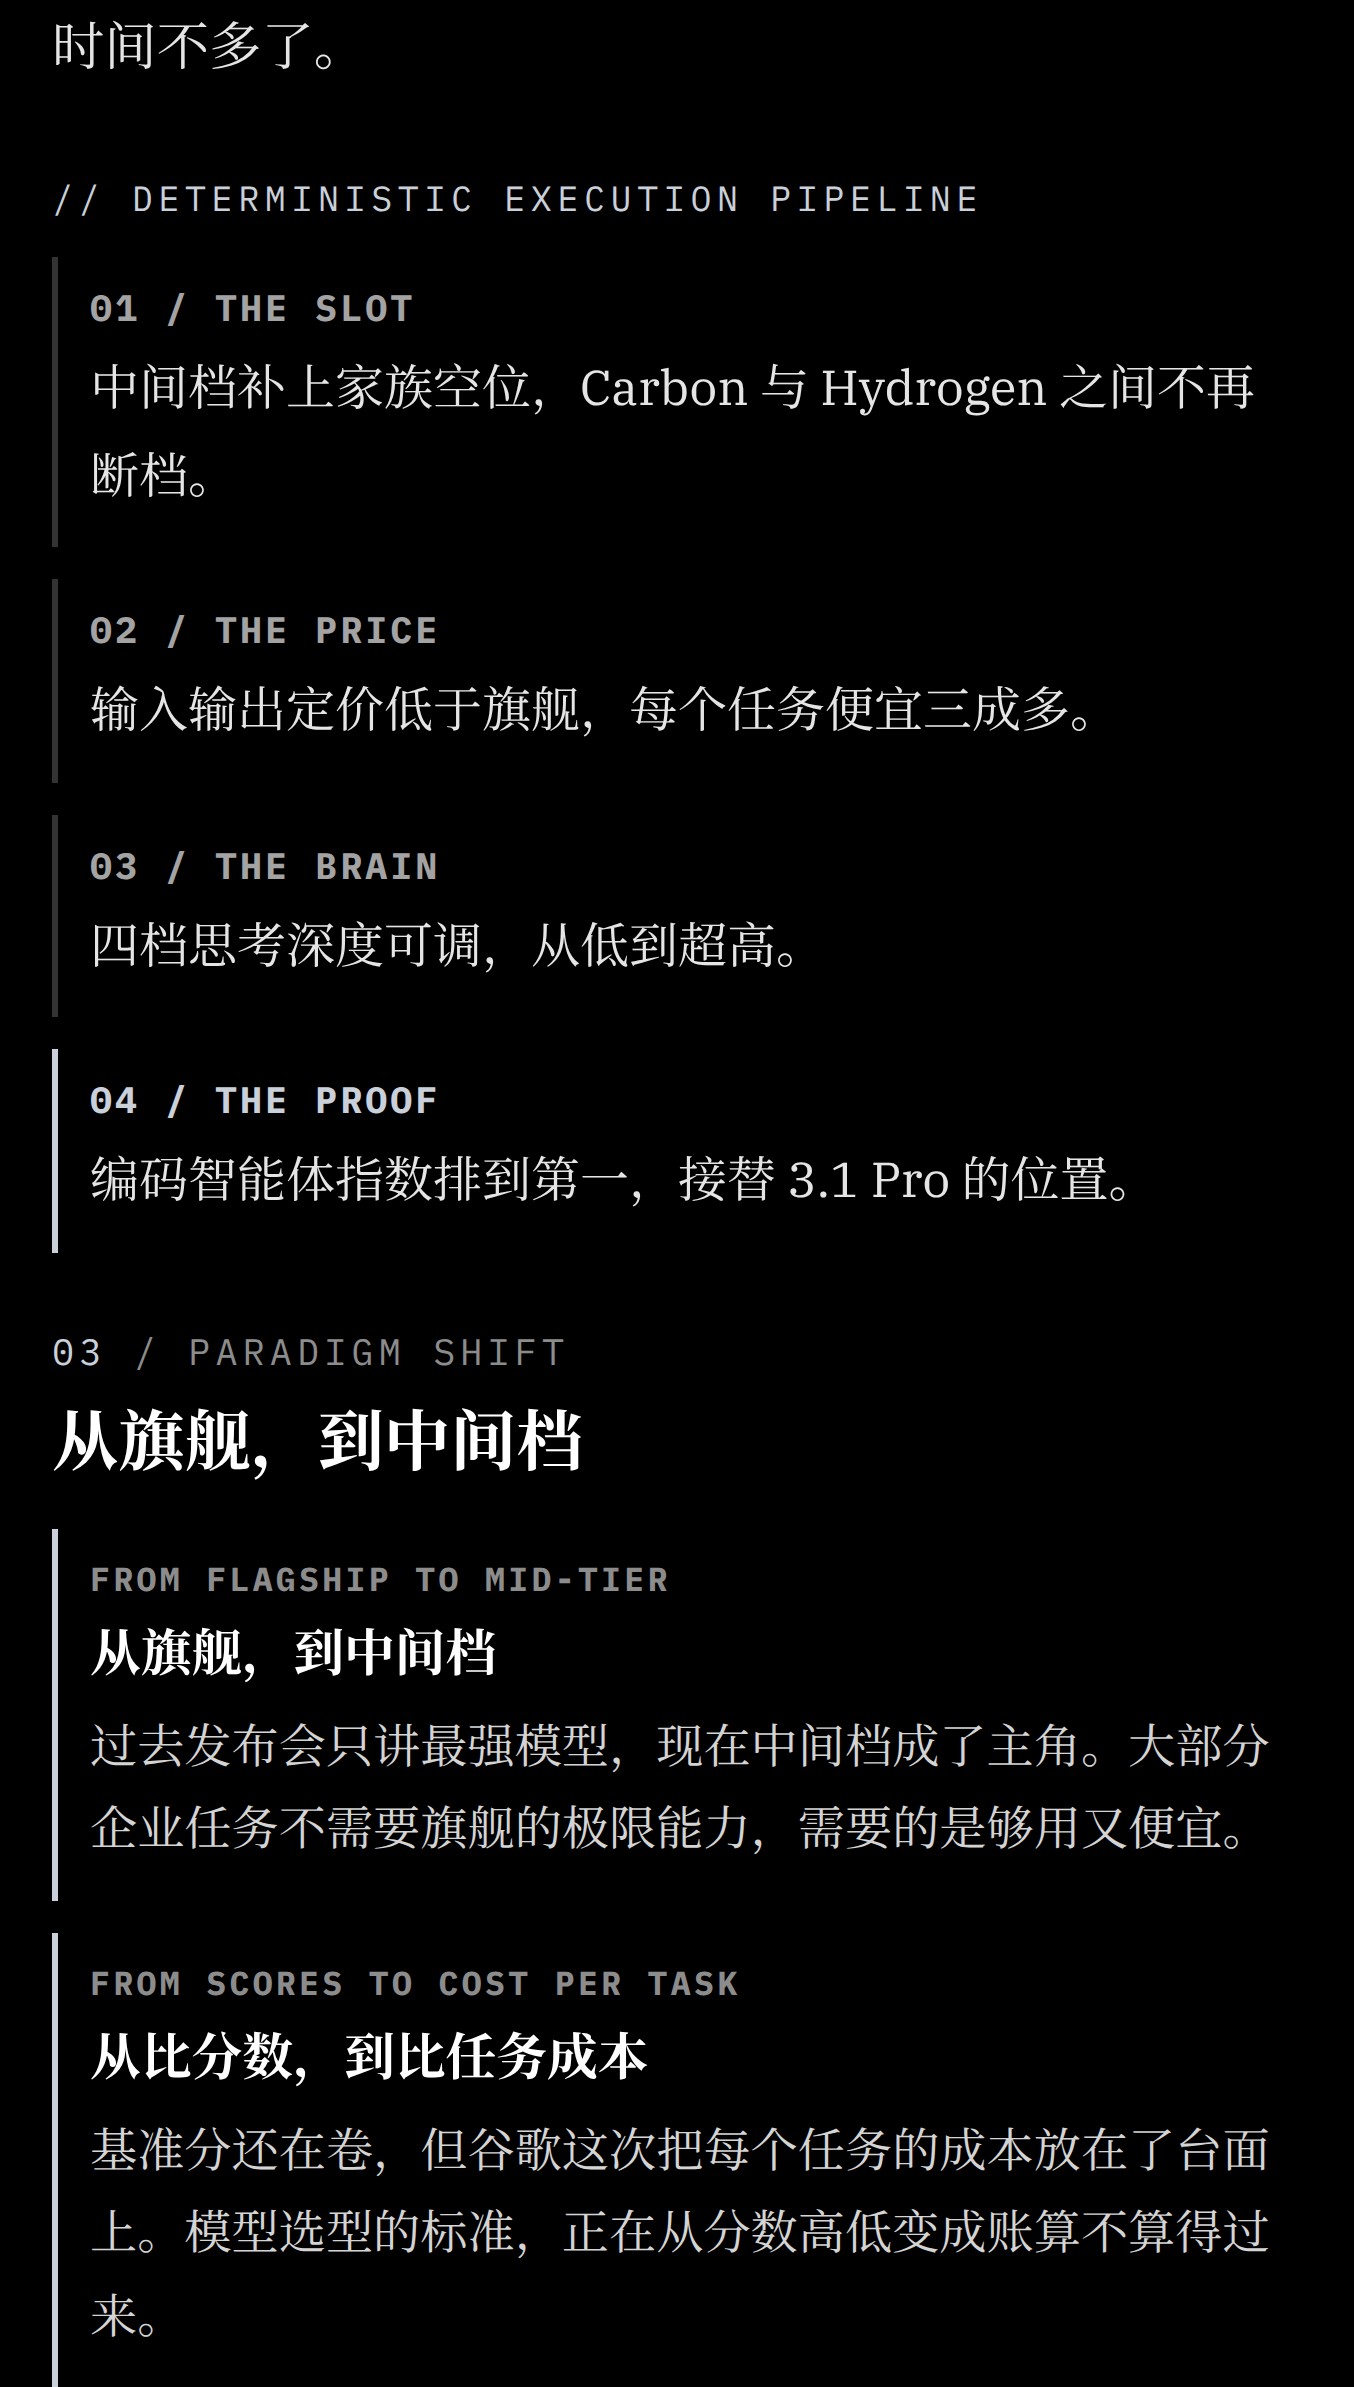 时间不多了。
// DETERMINISTIC EXECUTION PIPELINE
01 / THE SLOT
中间档补上家族空位，Carbon 与 Hydrogen 之间不再
断档。
02 / THE PRICE
输入输出定价低于旗舰，每个任务便宜三成多。
03 / THE BRAIN
四档思考深度可调，从低到超高。
04 / THE PROOF
编码智能体指数排到第一，接替 3.1 Pro 的位置。
03 / PARADIGM SHIFT
从旗舰，到中间档
FROM FLAGSHIP TO MID-TIER
从旗舰，到中间档
过去发布会只讲最强模型，现在中间档成了主角。大部分
企业任务不需要旗舰的极限能力，需要的是够用又便宜。
FROM SCORES TO COST PER TASK
从比分数，到比任务成本
基准分还在卷，但谷歌这次把每个任务的成本放在了台面
上。模型选型的标准，正在从分数高低变成账算不算得过
来。